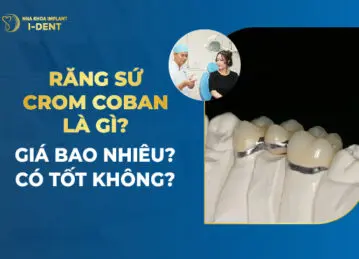 NHA KHOA IMPLANT
I-DENT
RĂNG SỨ
CROM COBAN
LÀ GÌ?
GIÁ BAO NHIÊU?
CÓ TỐT KHÔNG?